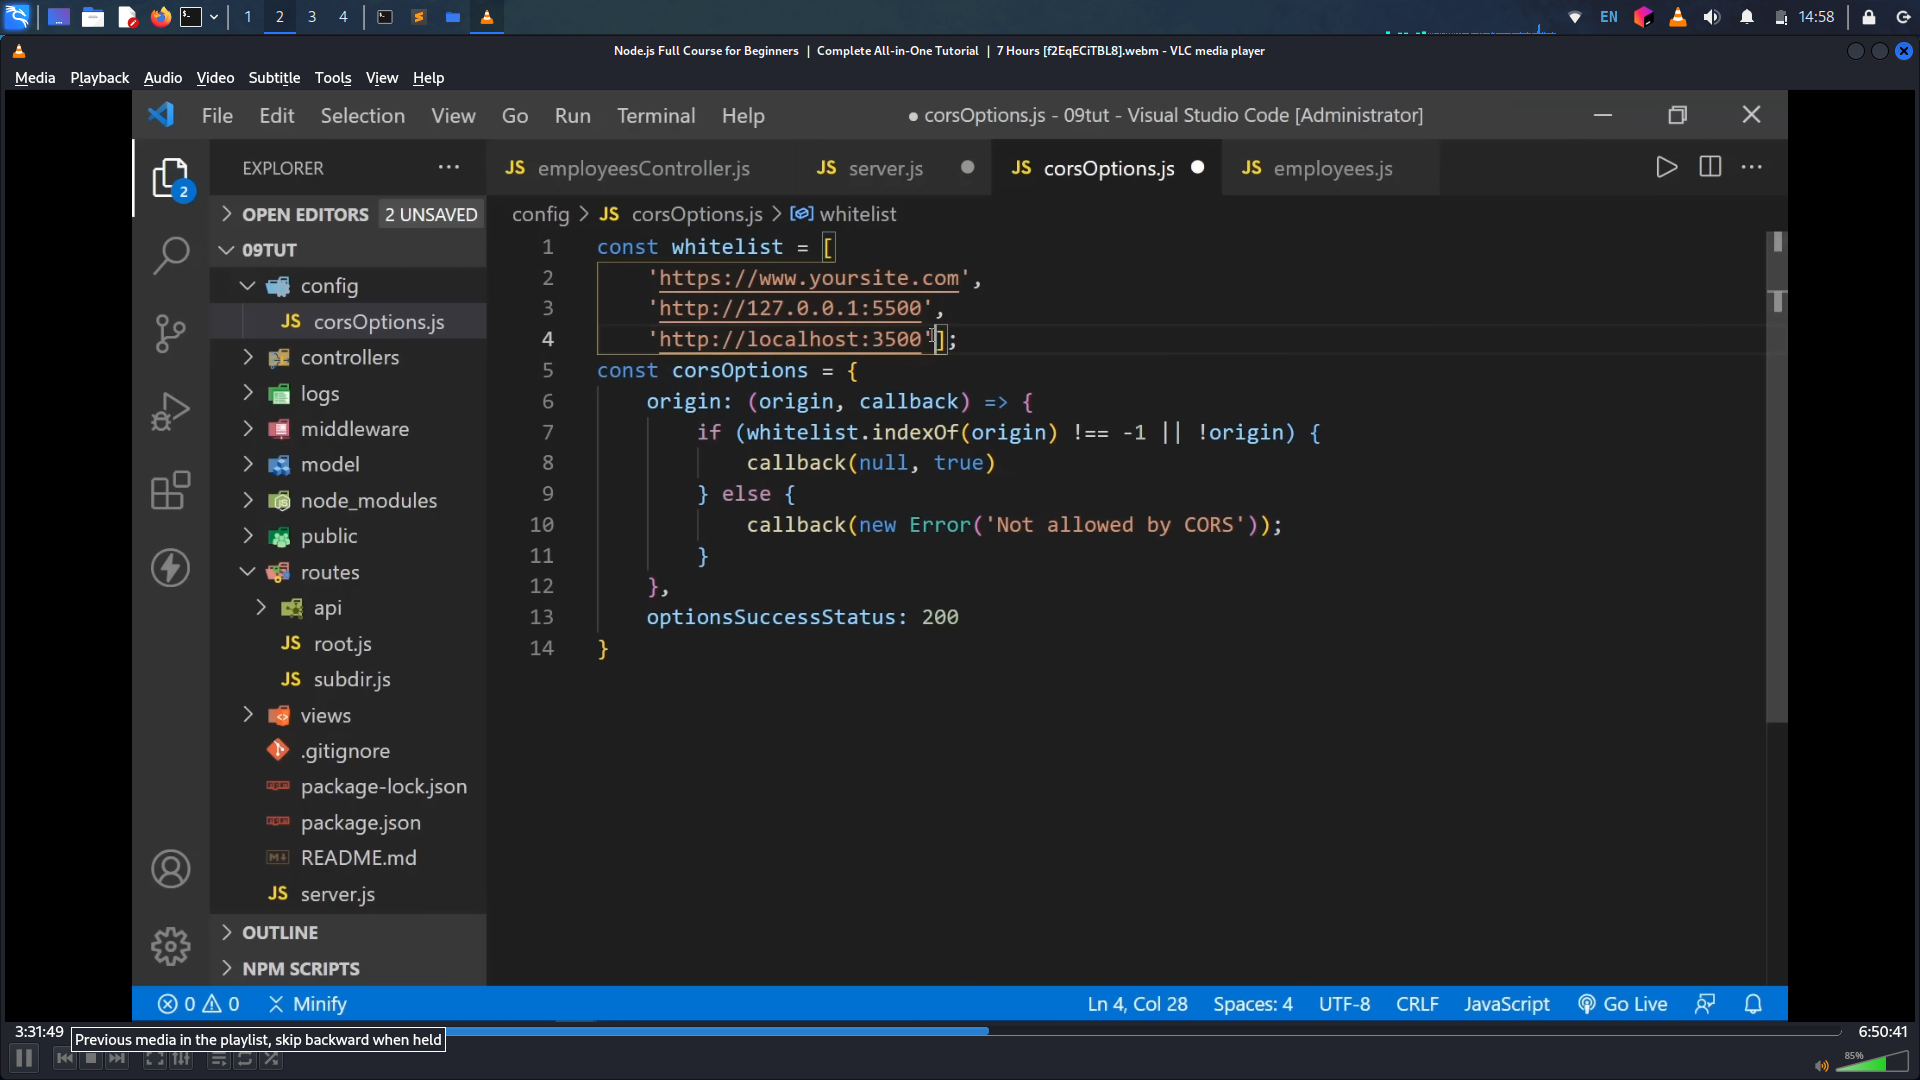 1 2 3 4 EN 14:58
Node.js Full Course for Beginners | Complete All-in-One Tutorial | 7 Hours [f2EqECiTBL8].webm - VLC media player
Media Playback Audio Video Subtitle Tools View Help
File Edit Selection View Go Run Terminal Help ● corsOptions.js - 09tut - Visual Studio Code [Administrator]
EXPLORER
JS employeesController.js JS server.js JS corsOptions.js JS employees.js
2
OPEN EDITORS 2 UNSAVED
config > JS corsOptions.js > whitelist
09TUT
config
JS corsOptions.js
controllers
logs
middleware
model
node_modules
public
routes
api
JS root.js
JS subdir.js
views
.gitignore
package-lock.json
package.json
README.md
JS server.js
OUTLINE
NPM SCRIPTS
1 const whitelist = [
2 'https://www.yoursite.com',
3 'http://127.0.0.1:5500',
4 'http://localhost:3500'];
5 const corsOptions = {
6 origin: (origin, callback) => {
7 if (whitelist.indexOf(origin) !== -1 || !origin) {
8 callback(null, true)
9 } else {
10 callback(new Error('Not allowed by CORS'));
11 }
12 },
13 optionsSuccessStatus: 200
14 }
0 0 Minify Ln 4, Col 28 Spaces: 4 UTF-8 CRLF JavaScript Go Live
3:31:49 6:50:41
Previous media in the playlist, skip backward when held
85%